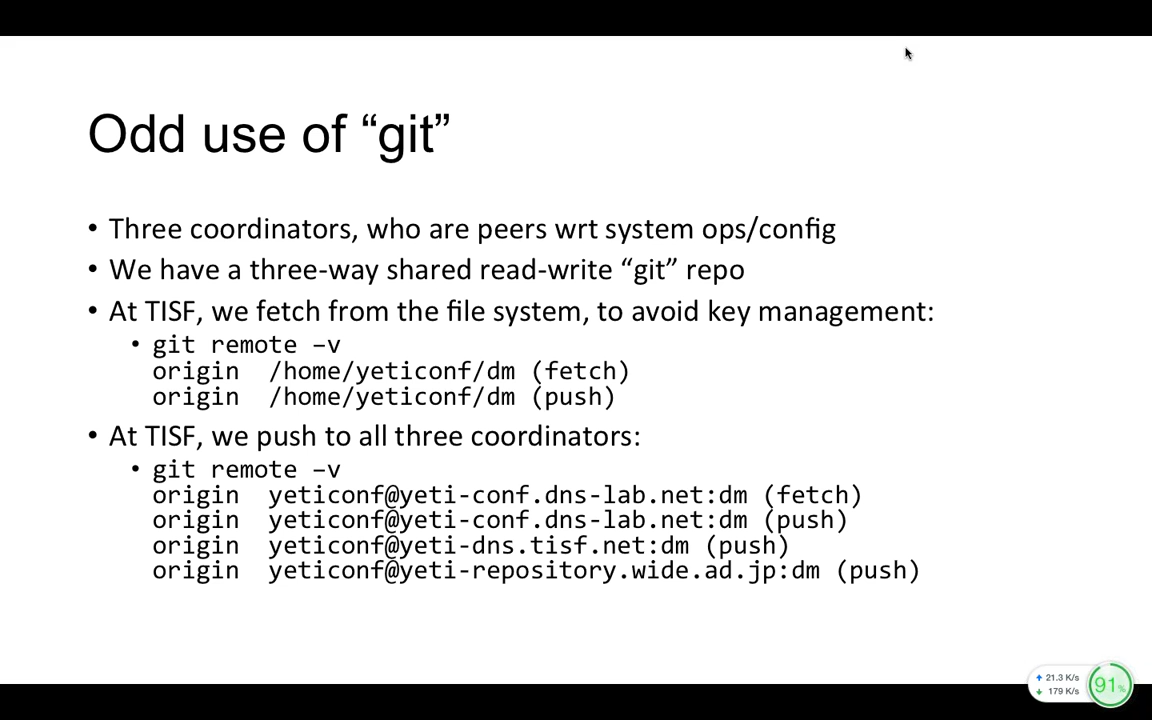 Odd use of “git”
• Three coordinators, who are peers wrt system ops/config
• We have a three-way shared read-write “git” repo
• At TISF, we fetch from the file system, to avoid key management:
• git remote –v
origin /home/yeticonf/dm (fetch)
origin /home/yeticonf/dm (push)
• At TISF, we push to all three coordinators:
• git remote –v
origin yeticonf@yeti-conf.dns-lab.net:dm (fetch)
origin yeticonf@yeti-conf.dns-lab.net:dm (push)
origin yeticonf@yeti-dns.tisf.net:dm (push)
origin yeticonf@yeti-repository.wide.ad.jp:dm (push)
↑ 21.3 K/s
↓ 179 K/s
91%